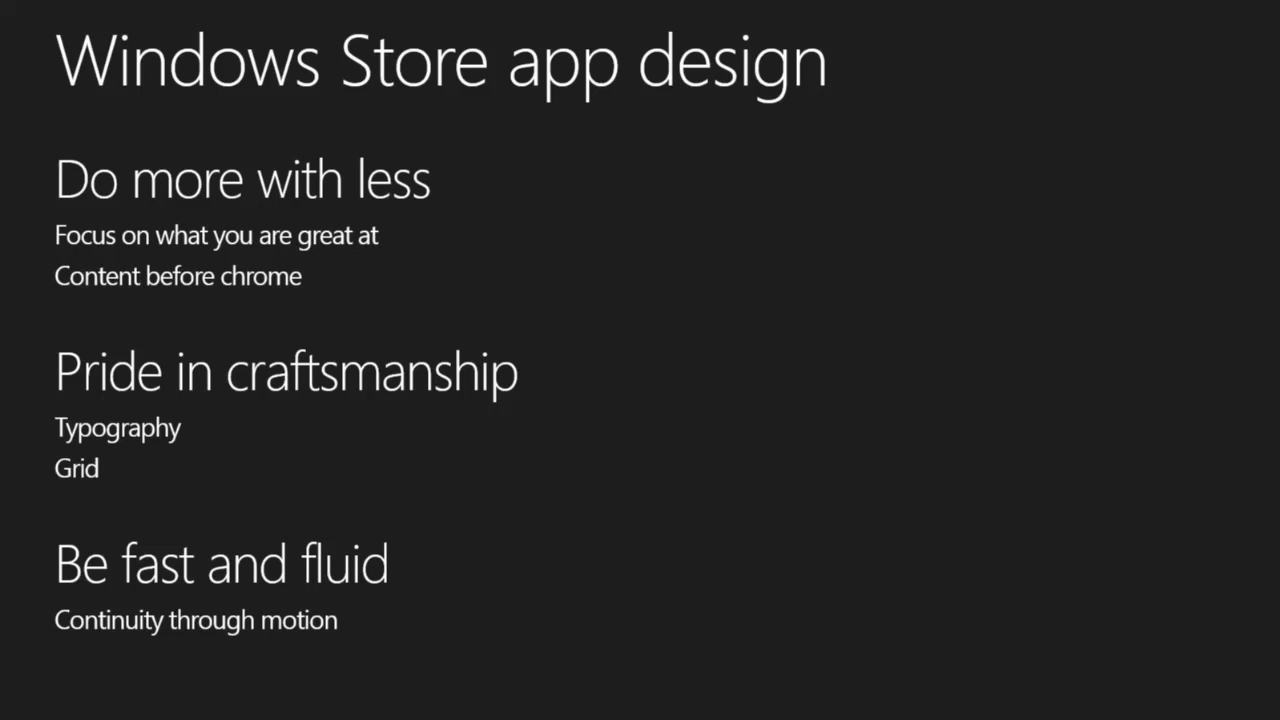 Windows Store app design
Do more with less
Focus on what you are great at
Content before chrome
Pride in craftsmanship
Typography
Grid
Be fast and fluid
Continuity through motion